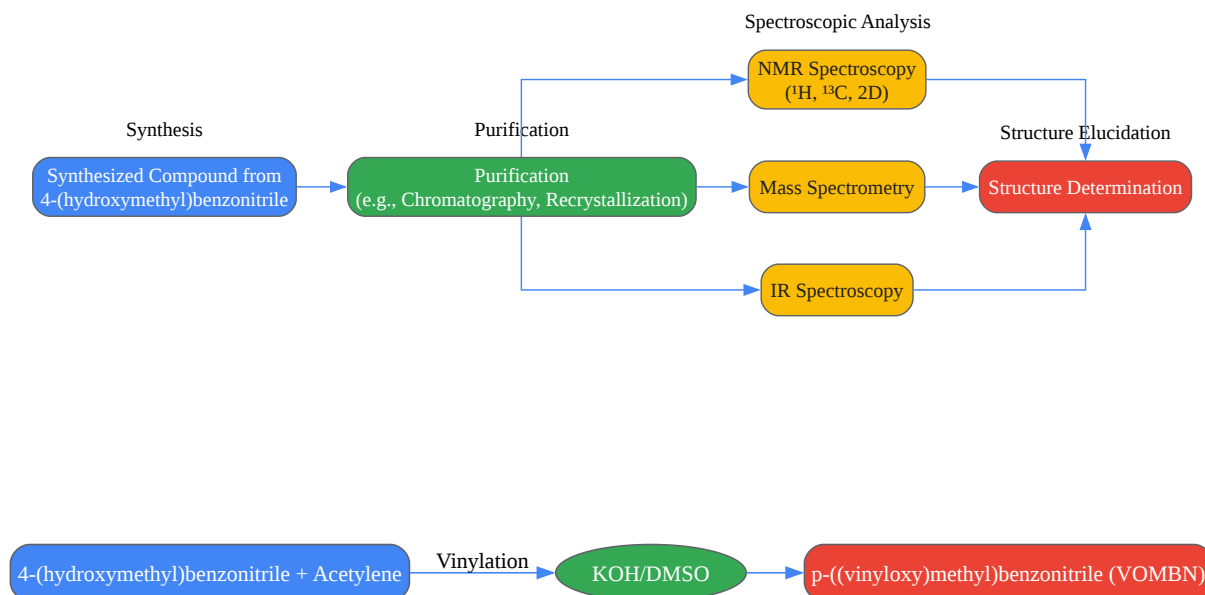 Spectroscopic Analysis
NMR Spectroscopy
(¹H, ¹³C, 2D)
Synthesis
Purification
Structure Elucidation
Synthesized Compound from
4-(hydroxymethyl)benzonitrile
Purification
(e.g., Chromatography, Recrystallization)
Mass Spectrometry
Structure Determination
IR Spectroscopy
4-(hydroxymethyl)benzonitrile + Acetylene
Vinylation
KOH/DMSO
p-((vinyloxy)methyl)benzonitrile (VOMBN)